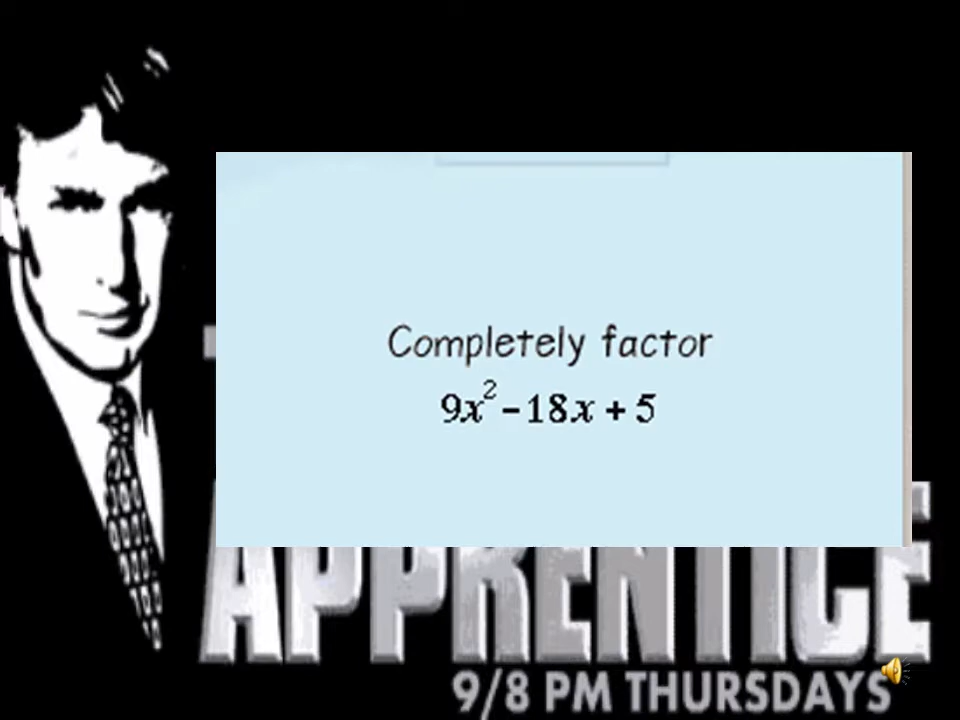 Completely factor
9x² – 18x + 5
APPRENTICE
9/8 PM THURSDAYS